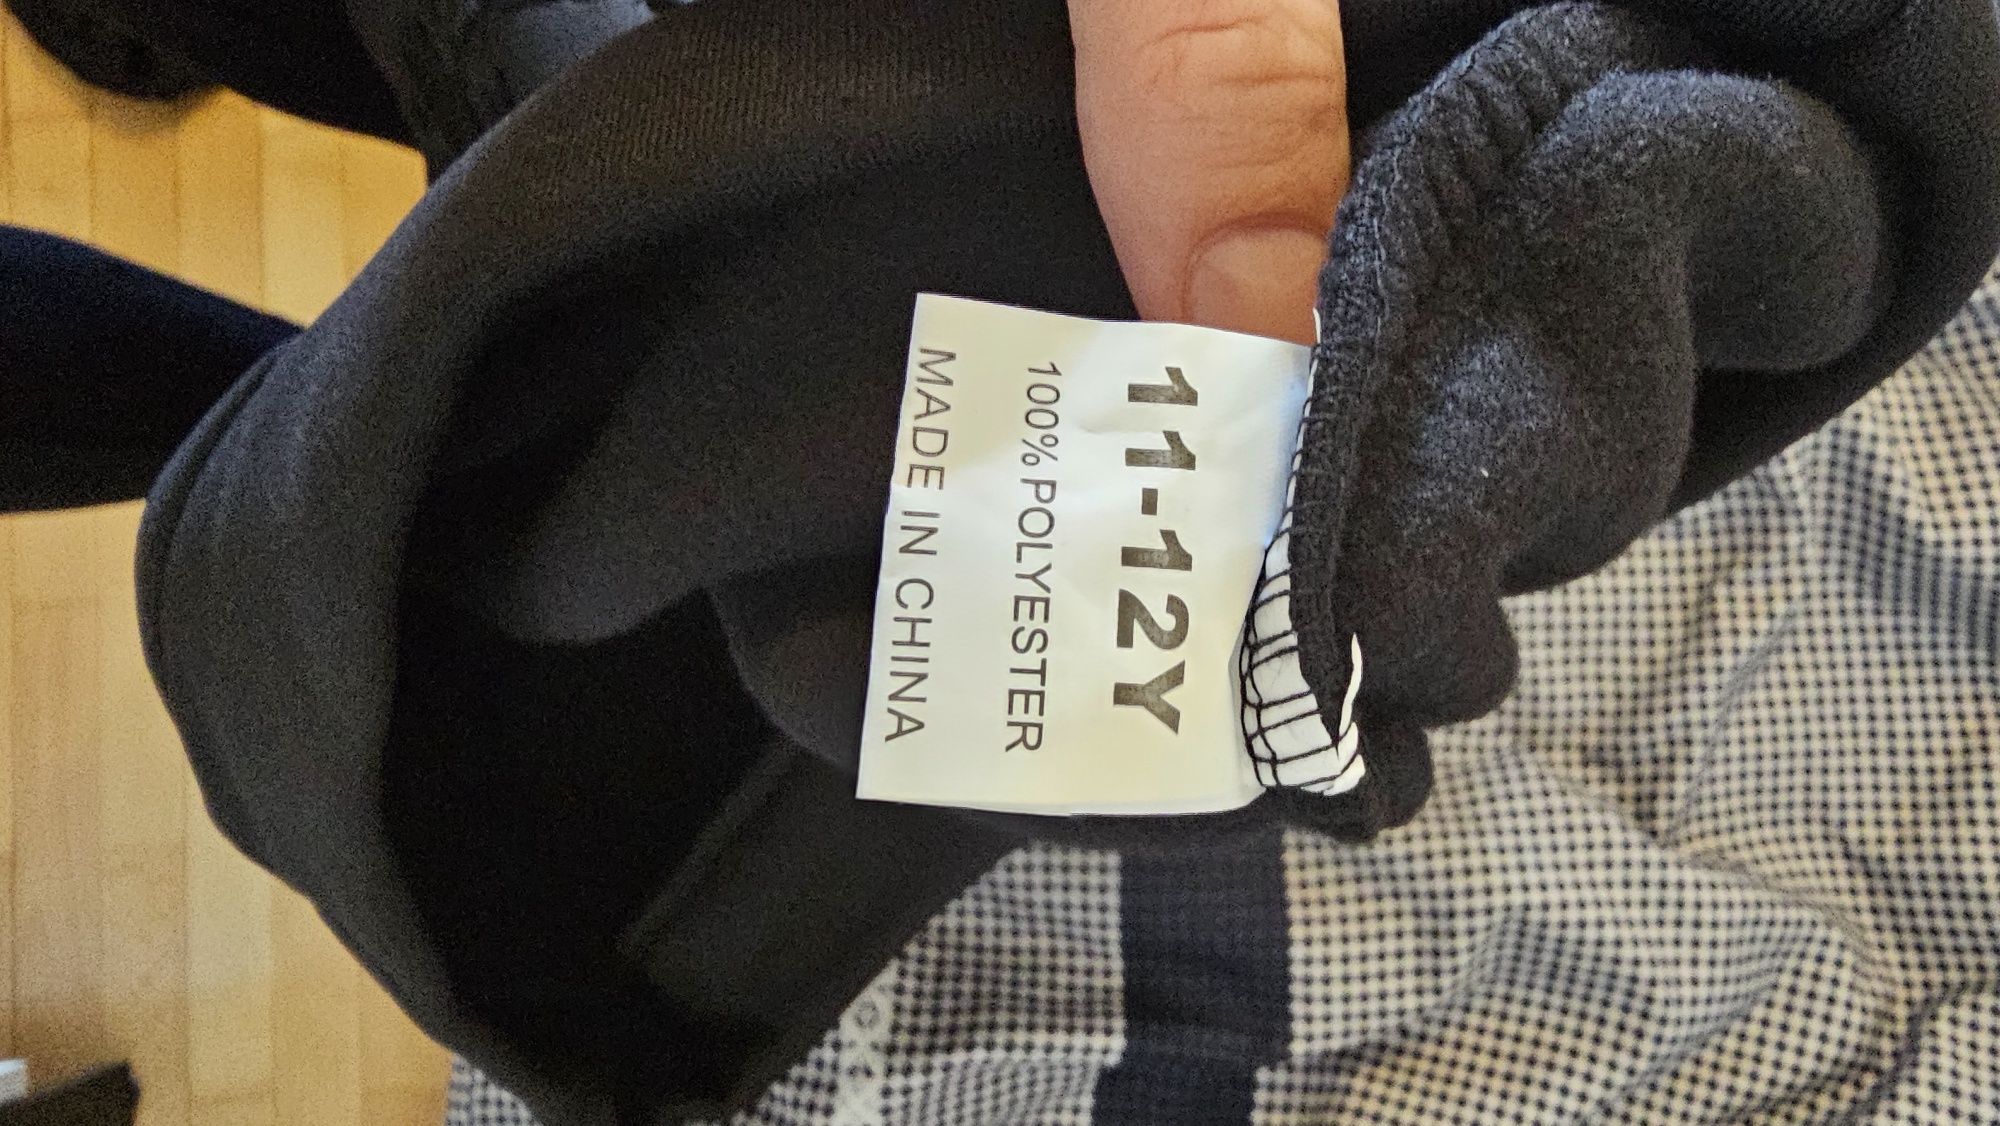 11-12Y
100% POLYESTER
MADE IN CHINA